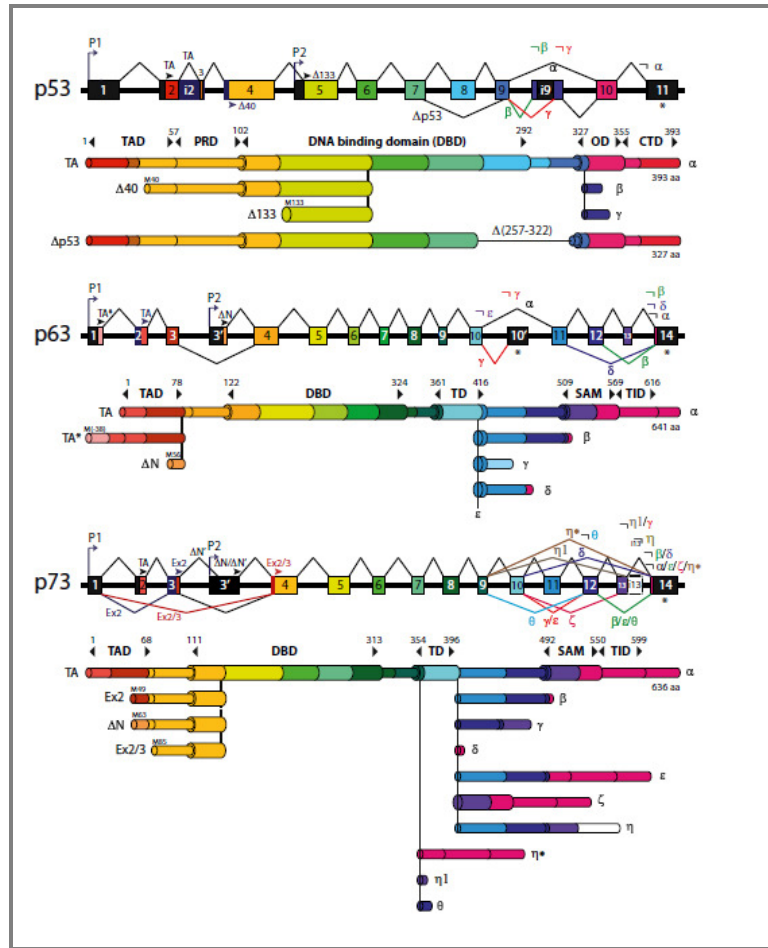 P1 TA TA 3 P2 Δ133 ¬β ¬γ α ¬ α
p53 1 2 i2 4 5 6 7 8 9 i9 10 11
Δ40 Δp53 β γ *
1 TAD 57 PRD 102 DNA binding domain (DBD) 292 327 OD 355 CTD 393
TA α
393 aa
Δ40 M40 β
Δ133 M133 γ
Δ(257-322)
Δp53
327 aa
P1 TA* TA P2 ΔN ¬ε ¬γ α ¬β
¬δ
¬α
p63 1 2 3 3' 4 5 6 7 8 9 10 10' 11 12 14
γ * δ β *
1 TAD 78 122 DBD 324 361 TD 416 509 SAM 569 TID 616
TA α
641 aa
TA* M(-38) β
ΔN M56 γ
δ
ε
P1 TA Ex2 ΔN' P2 ΔN/ΔN' Ex2/3 η* ¬θ η1 δ ¬η1/γ
¬η
¬β/δ
¬α/ε/ζ/η*
p73 1 2 3 3' 4 5 6 7 8 9 10 11 12 13 13 14
Ex2 Ex2/3 θ γ/ε ζ β/ε/θ *
1 TAD 68 111 DBD 313 354 TD 396 492 SAM 550 TID 599
TA α
636 aa
Ex2 M49 β
ΔN M63 γ
Ex2/3 M85 δ
ε
ζ
η
η*
η1
θ